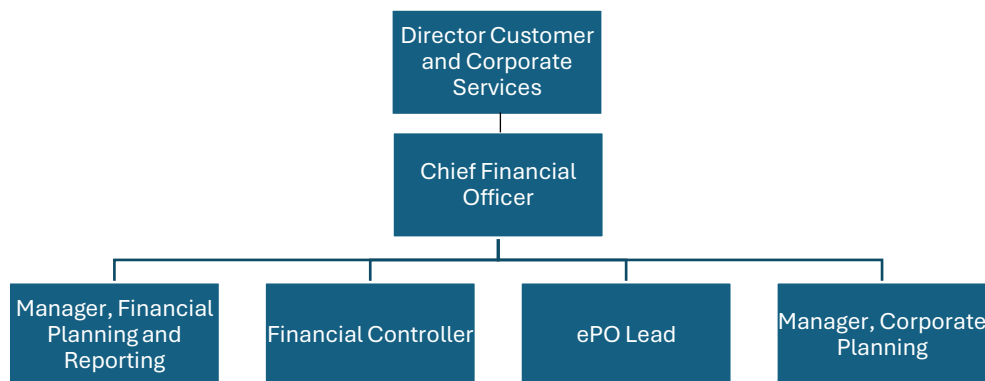 Director Customer
and Corporate
Services
Chief Financial
Officer
Manager, Financial
Planning and
Reporting
Financial Controller
ePO Lead
Manager, Corporate
Planning